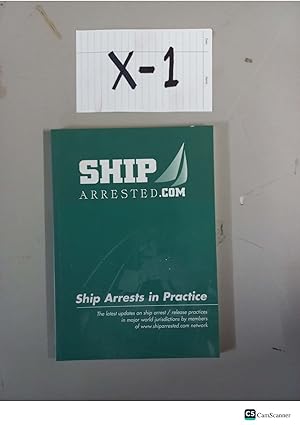 X-1
SHIP
ARRESTED.COM
Ship Arrests in Practice
The latest updates on ship arrest / release practices
in major world jurisdictions by members
of www.shiparrested.com network
CS CamScanner